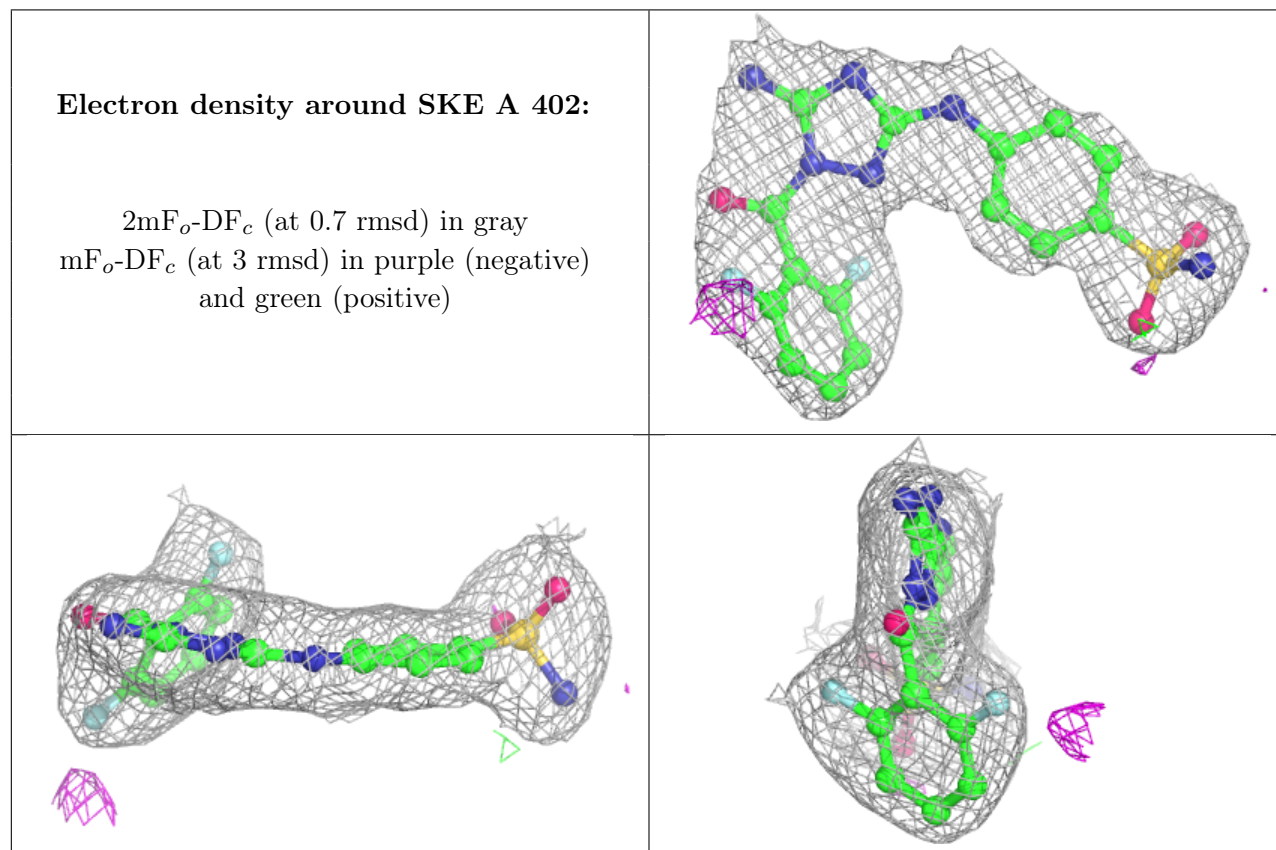 Electron density around SKE A 402:
2mFo-DFc (at 0.7 rmsd) in gray
mFo-DFc (at 3 rmsd) in purple (negative)
and green (positive)